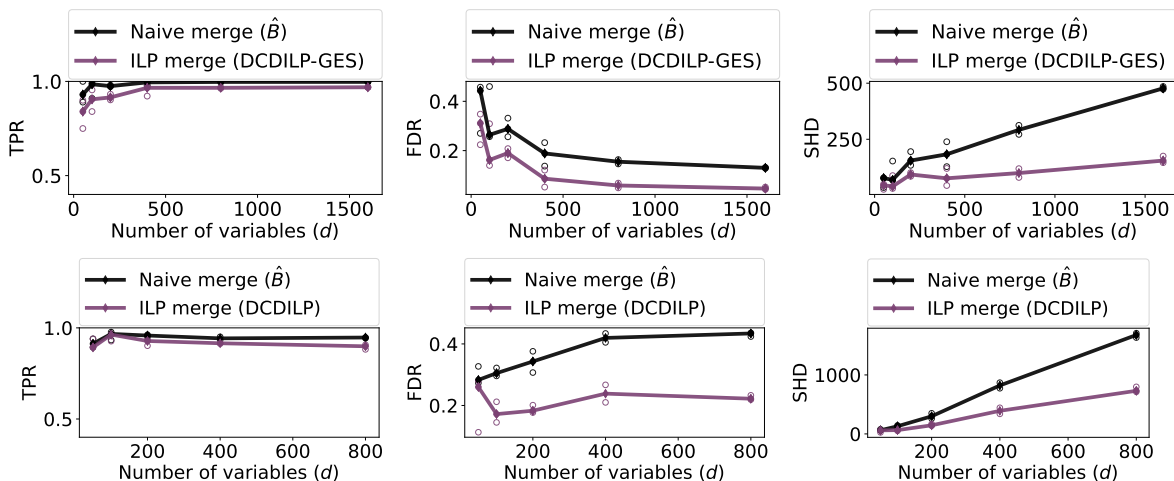 Naive merge (B̂)
ILP merge (DCDILP-GES)
TPR
1.0
0.5
0 500 1000 1500
Number of variables (d)
Naive merge (B̂)
ILP merge (DCDILP-GES)
FDR
0.4
0.2
0 500 1000 1500
Number of variables (d)
Naive merge (B̂)
ILP merge (DCDILP-GES)
SHD
500
250
0 500 1000 1500
Number of variables (d)
Naive merge (B̂)
ILP merge (DCDILP)
TPR
1.0
0.5
200 400 600 800
Number of variables (d)
Naive merge (B̂)
ILP merge (DCDILP)
FDR
0.4
0.2
200 400 600 800
Number of variables (d)
Naive merge (B̂)
ILP merge (DCDILP)
SHD
1000
0
200 400 600 800
Number of variables (d)